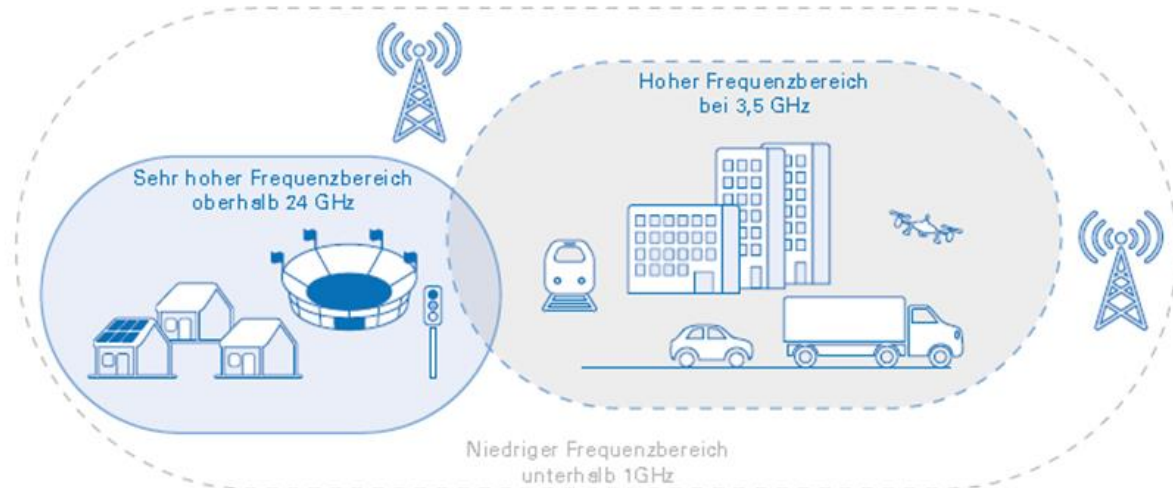 Hoher Frequenzbereich
bei 3,5 GHz
Sehr hoher Frequenzbereich
oberhalb 24 GHz
Niedriger Frequenzbereich
unterhalb 1GHz